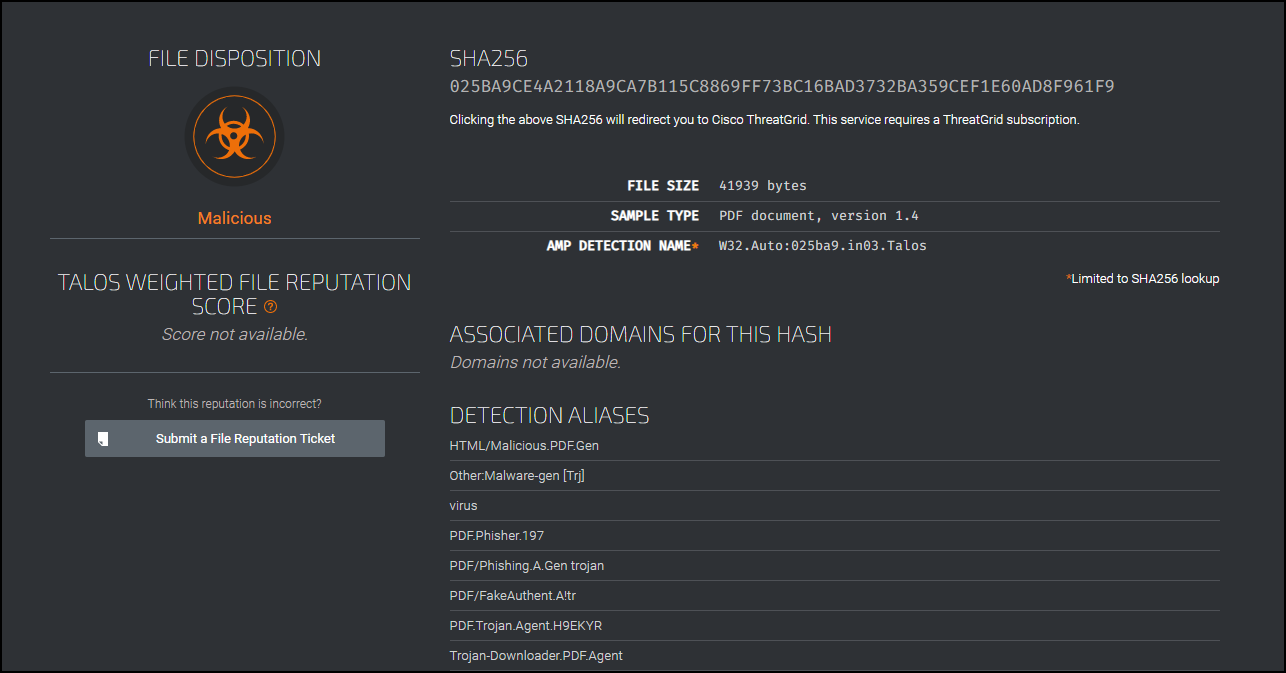 FILE DISPOSITION
Malicious
TALOS WEIGHTED FILE REPUTATION
SCORE ?
Score not available.
Think this reputation is incorrect?
Submit a File Reputation Ticket
SHA256
025BA9CE4A2118A9CA7B115C8869FF73BC16BAD3732BA359CEF1E60AD8F961F9
Clicking the above SHA256 will redirect you to Cisco ThreatGrid. This service requires a ThreatGrid subscription.
FILE SIZE 41939 bytes
SAMPLE TYPE PDF document, version 1.4
AMP DETECTION NAME* W32.Auto:025ba9.in03.Talos
*Limited to SHA256 lookup
ASSOCIATED DOMAINS FOR THIS HASH
Domains not available.
DETECTION ALIASES
HTML/Malicious.PDF.Gen
Other:Malware-gen [Trj]
virus
PDF.Phisher.197
PDF/Phishing.A.Gen trojan
PDF/FakeAuthent.A!tr
PDF.Trojan.Agent.H9EKYR
Trojan-Downloader.PDF.Agent